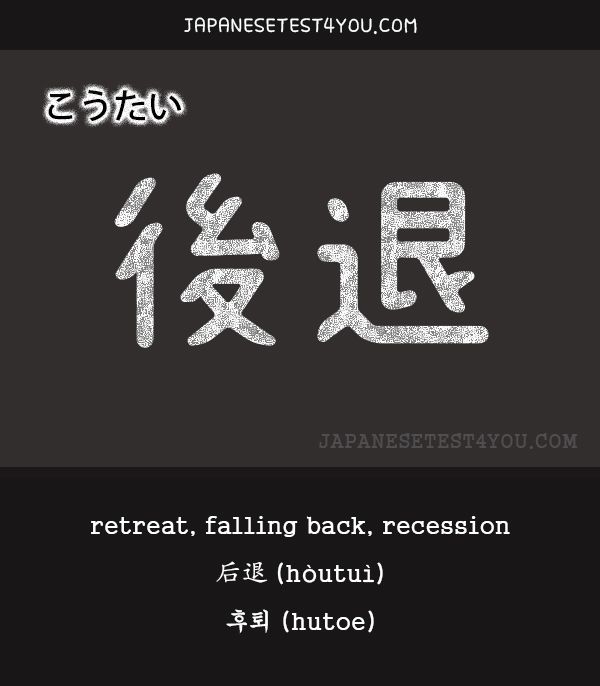 JAPANESETEST4YOU.COM
こうたい
後退
JAPANESETEST4YOU.COM
retreat, falling back, recession
后退 (hòutuì)
후퇴 (hutoe)